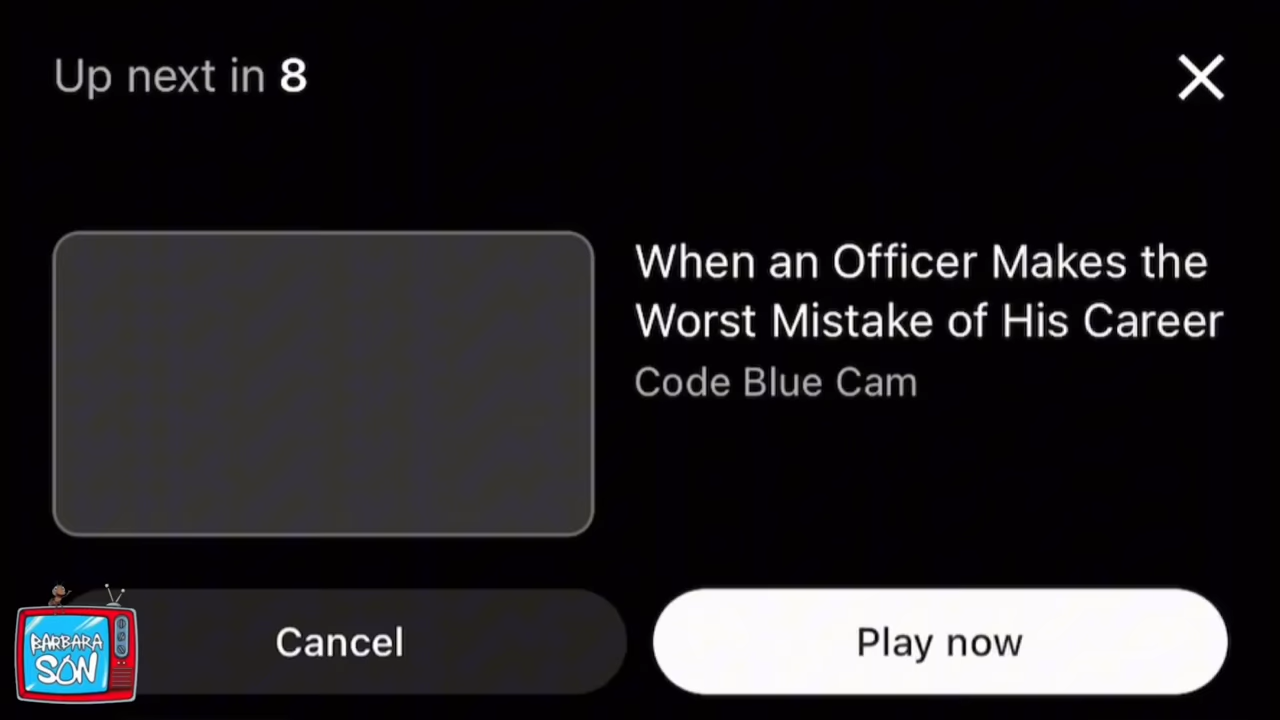 Up next in 8
When an Officer Makes the
Worst Mistake of His Career
Code Blue Cam
Cancel
Play now
BARBARA
SON